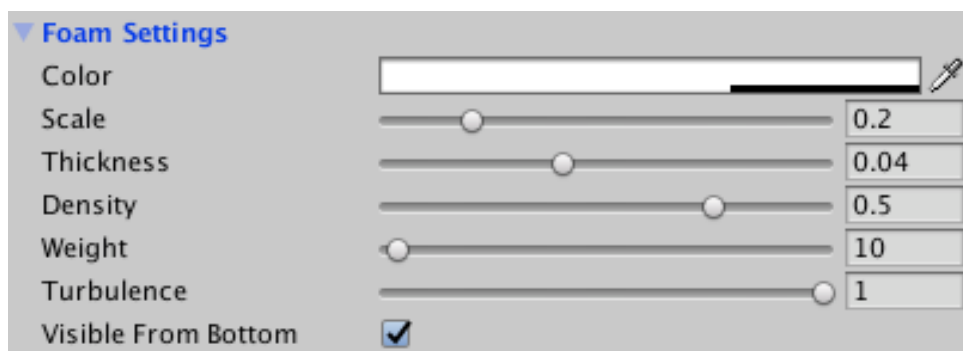 Foam Settings
Color
Scale 0.2
Thickness 0.04
Density 0.5
Weight 10
Turbulence 1
Visible From Bottom